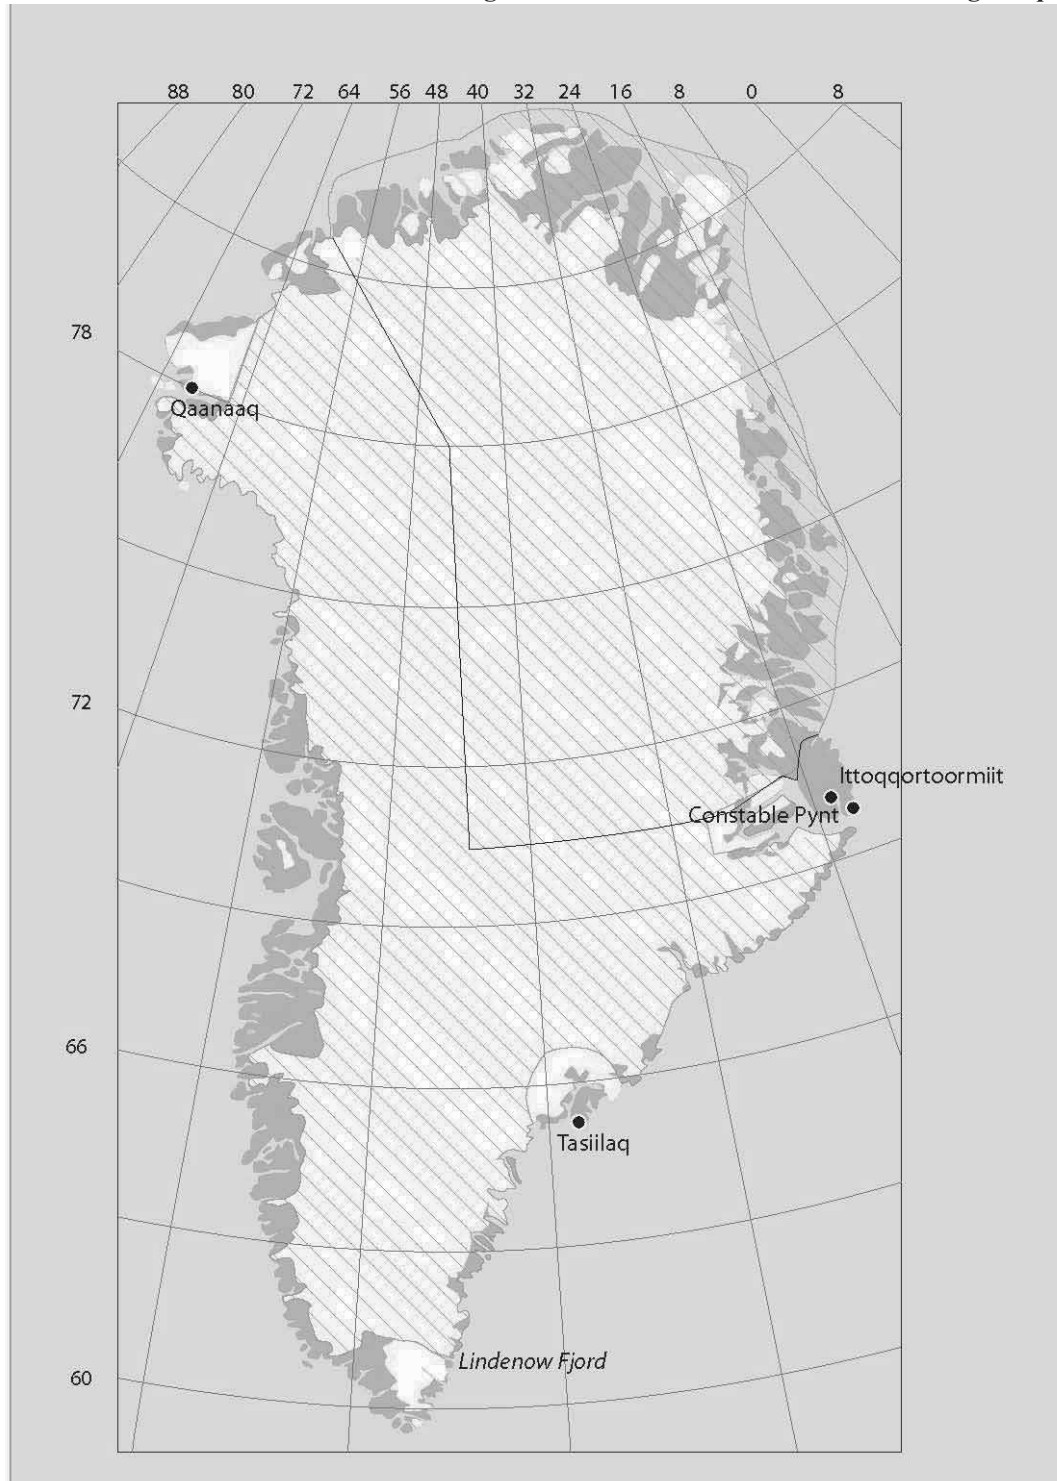 88 80 72 64 56 48 40 32 24 16 8 0 8
78
Qaanaaq
72
Ittoqqortoormiit
Constable Pynt
66
Tasiilaq
Lindenow Fjord
60